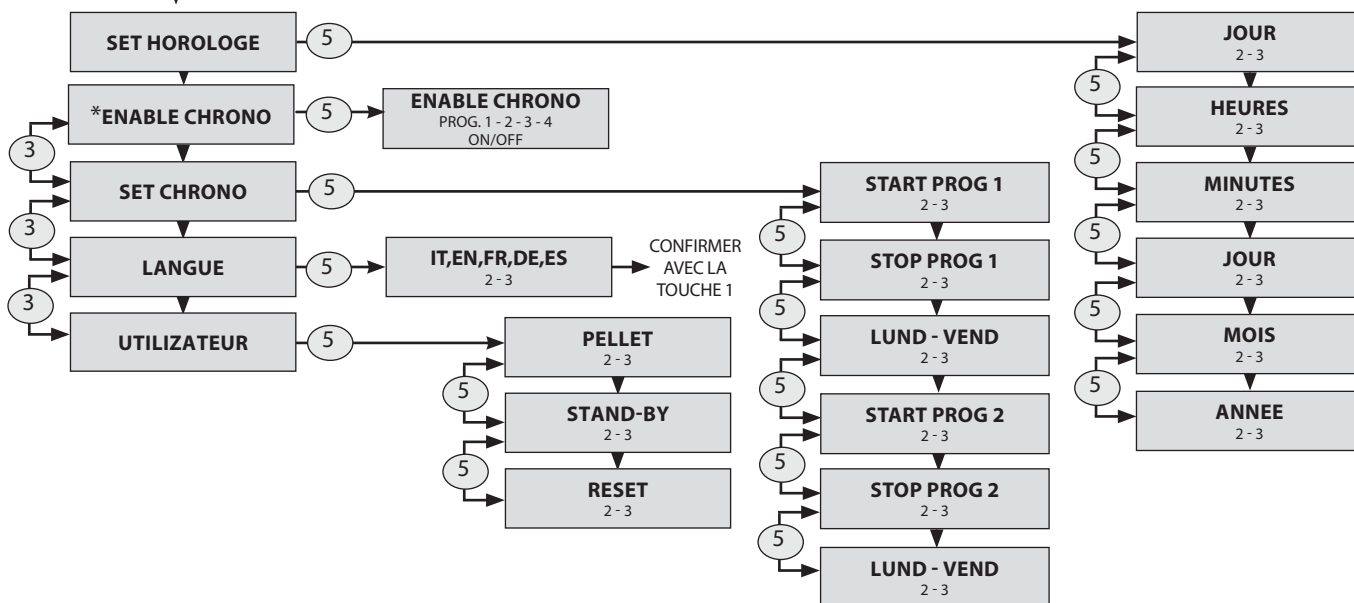 SET HOROLOGE
5
JOUR
2 - 3
5
*ENABLE CHRONO
5
ENABLE CHRONO
PROG. 1 - 2 - 3 - 4
ON/OFF
HEURES
2 - 3
3
5
SET CHRONO
5
START PROG 1
2 - 3
MINUTES
2 - 3
3
5
5
LANGUE
5
IT,EN,FR,DE,ES
2 - 3
CONFIRMER
AVEC LA
TOUCHE 1
STOP PROG 1
2 - 3
JOUR
2 - 3
3
5
5
UTILIZATEUR
5
PELLET
2 - 3
LUND - VEND
2 - 3
MOIS
2 - 3
5
5
5
STAND-BY
2 - 3
START PROG 2
2 - 3
ANNEE
2 - 3
5
5
RESET
2 - 3
STOP PROG 2
2 - 3
5
LUND - VEND
2 - 3